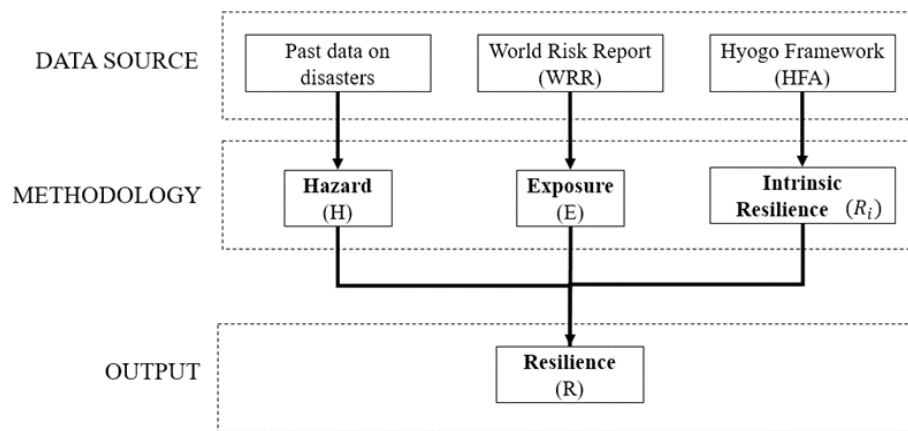 DATA SOURCE
Past data on
disasters
World Risk Report
(WRR)
Hyogo Framework
(HFA)
METHODOLOGY
Hazard
(H)
Exposure
(E)
Intrinsic
Resilience (Rᵢ)
OUTPUT
Resilience
(R)